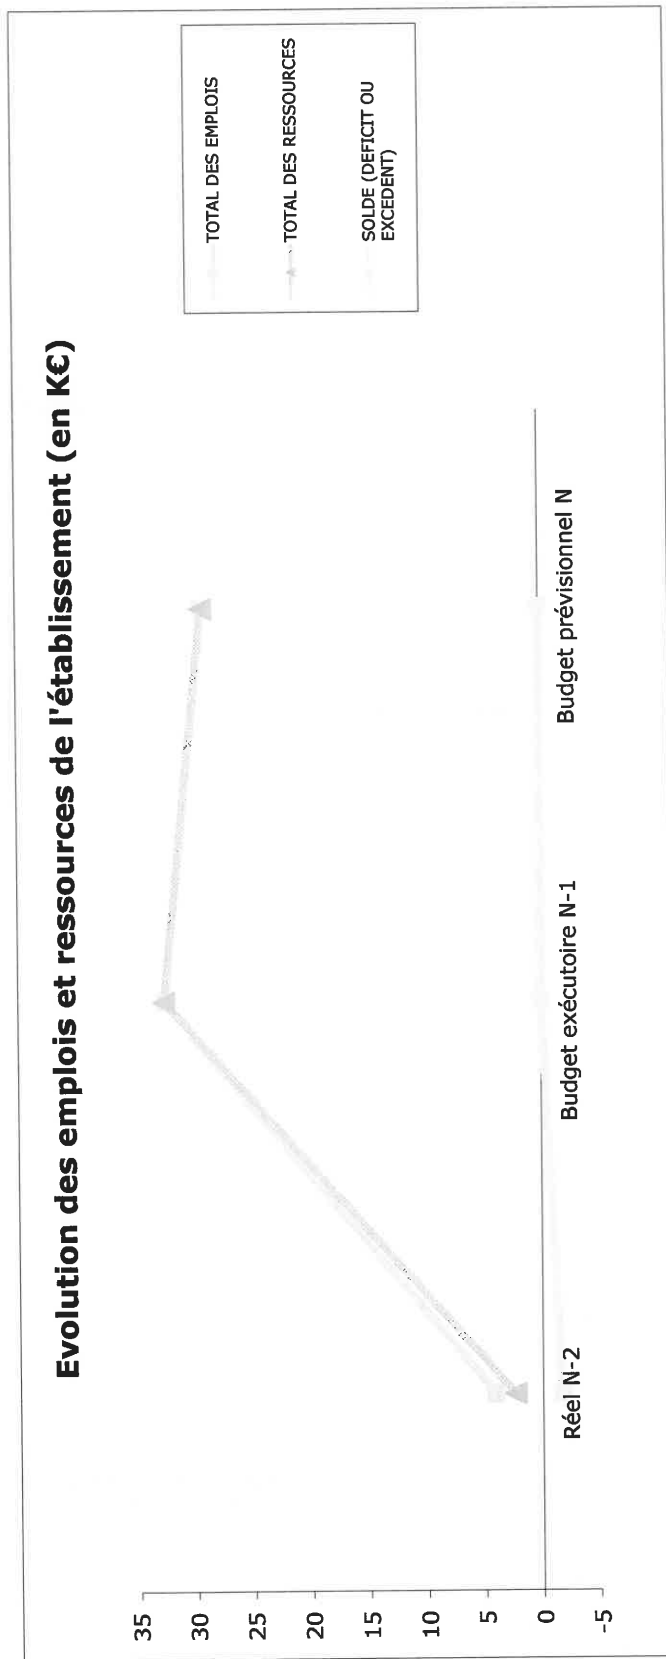 Evolution des emplois et ressources de l'établissement (en K€)
TOTAL DES EMPLOIS
TOTAL DES RESSOURCES
SOLDE (DEFICIT OU
EXCEDENT)
35
30
25
20
15
10
5
0
-5
Réel N-2
Budget exécutoire N-1
Budget prévisionnel N